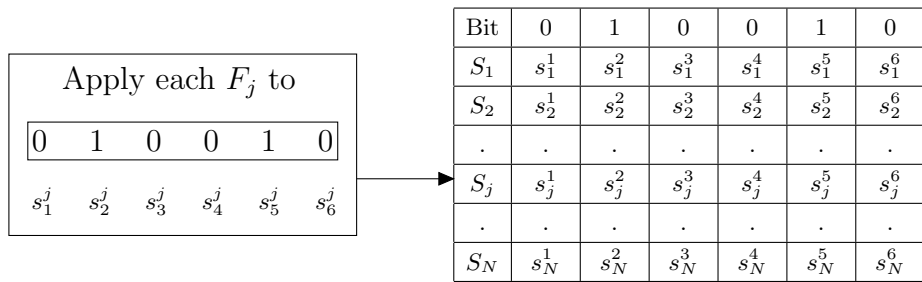 Apply each F_j to
0 1 0 0 1 0
s_1^j s_2^j s_3^j s_4^j s_5^j s_6^j
Bit 0 1 0 0 1 0
S_1 s_1^1 s_1^2 s_1^3 s_1^4 s_1^5 s_1^6
S_2 s_2^1 s_2^2 s_2^3 s_2^4 s_2^5 s_2^6
. . . . . . .
S_j s_j^1 s_j^2 s_j^3 s_j^4 s_j^5 s_j^6
. . . . . . .
S_N s_N^1 s_N^2 s_N^3 s_N^4 s_N^5 s_N^6